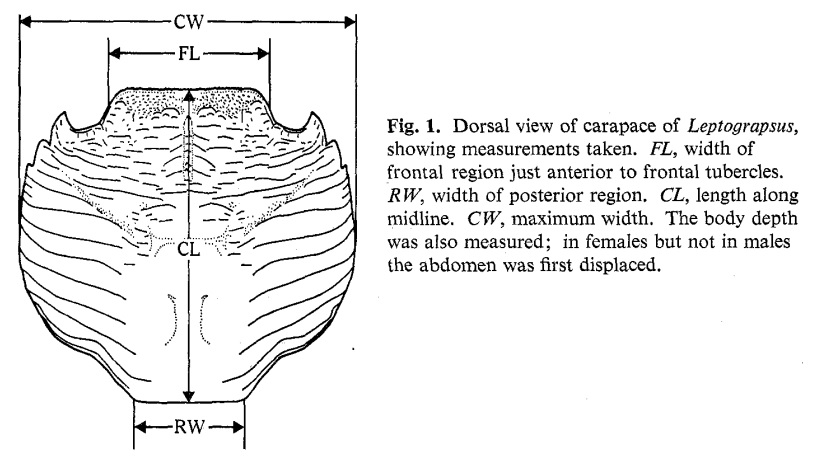 CW
FL
CL
RW
Fig. 1. Dorsal view of carapace of Leptograpsus,
showing measurements taken. FL, width of
frontal region just anterior to frontal tubercles.
RW, width of posterior region. CL, length along
midline. CW, maximum width. The body depth
was also measured; in females but not in males
the abdomen was first displaced.